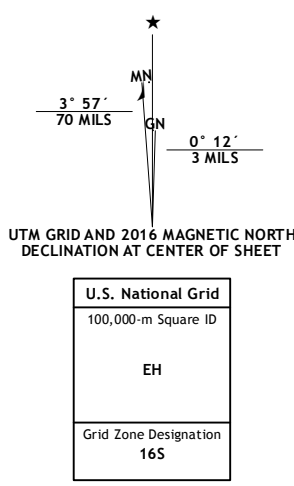 ★
MN
3° 57´
70 MILS
GN
0° 12´
3 MILS
UTM GRID AND 2016 MAGNETIC NORTH
DECLINATION AT CENTER OF SHEET
U.S. National Grid
100,000-m Square ID
EH
Grid Zone Designation
16S